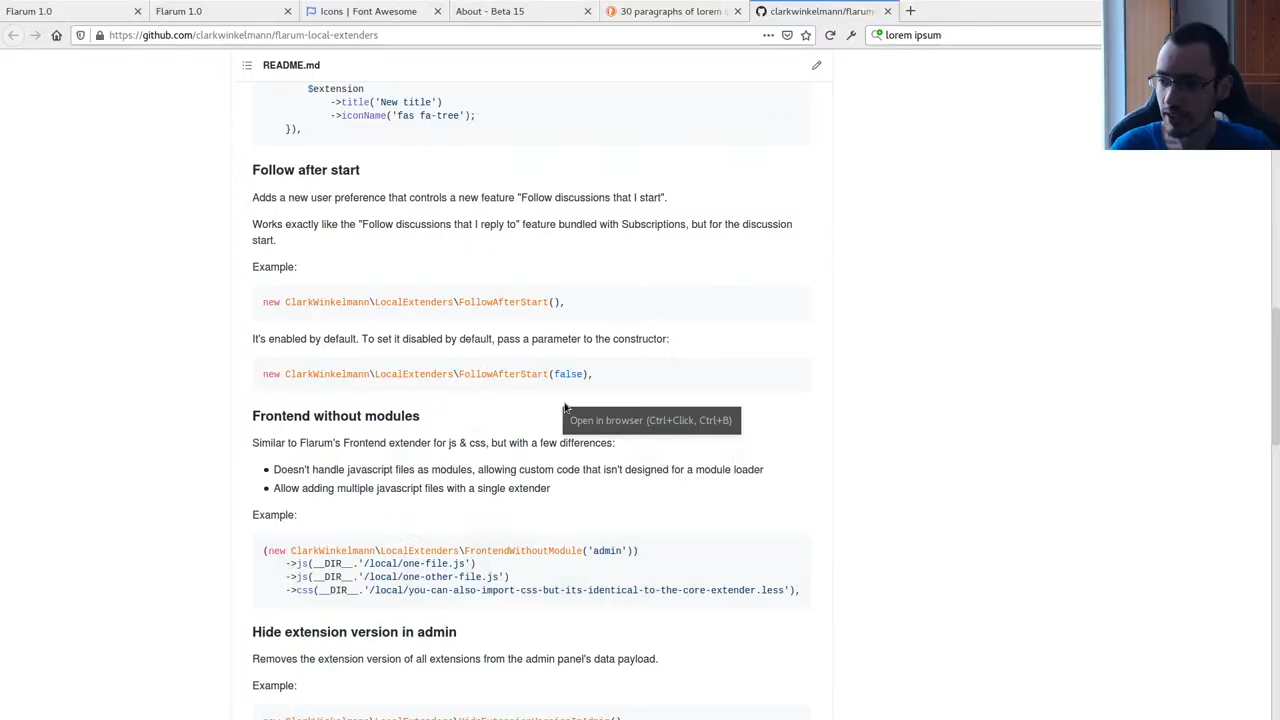 Flarum 1.0
Flarum 1.0
Icons | Font Awesome
About - Beta 15
30 paragraphs of lorem i
clarkwinkelmann/flarum-
https://github.com/clarkwinkelmann/flarum-local-extenders
lorem ipsum
README.md
$extension
->title('New title')
->iconName('fas fa-tree');
}),
Follow after start
Adds a new user preference that controls a new feature "Follow discussions that I start".
Works exactly like the "Follow discussions that I reply to" feature bundled with Subscriptions, but for the discussion
start.
Example:
new ClarkWinkelmann\LocalExtenders\FollowAfterStart(),
It's enabled by default. To set it disabled by default, pass a parameter to the constructor:
new ClarkWinkelmann\LocalExtenders\FollowAfterStart(false),
Open in browser (Ctrl+Click, Ctrl+B)
Frontend without modules
Similar to Flarum's Frontend extender for js & css, but with a few differences:
Doesn't handle javascript files as modules, allowing custom code that isn't designed for a module loader
Allow adding multiple javascript files with a single extender
Example:
(new ClarkWinkelmann\LocalExtenders\FrontendWithoutModule('admin'))
->js(__DIR__.'/local/one-file.js')
->js(__DIR__.'/local/one-other-file.js')
->css(__DIR__.'/local/you-can-also-import-css-but-its-identical-to-the-core-extender.less'),
Hide extension version in admin
Removes the extension version of all extensions from the admin panel's data payload.
Example: